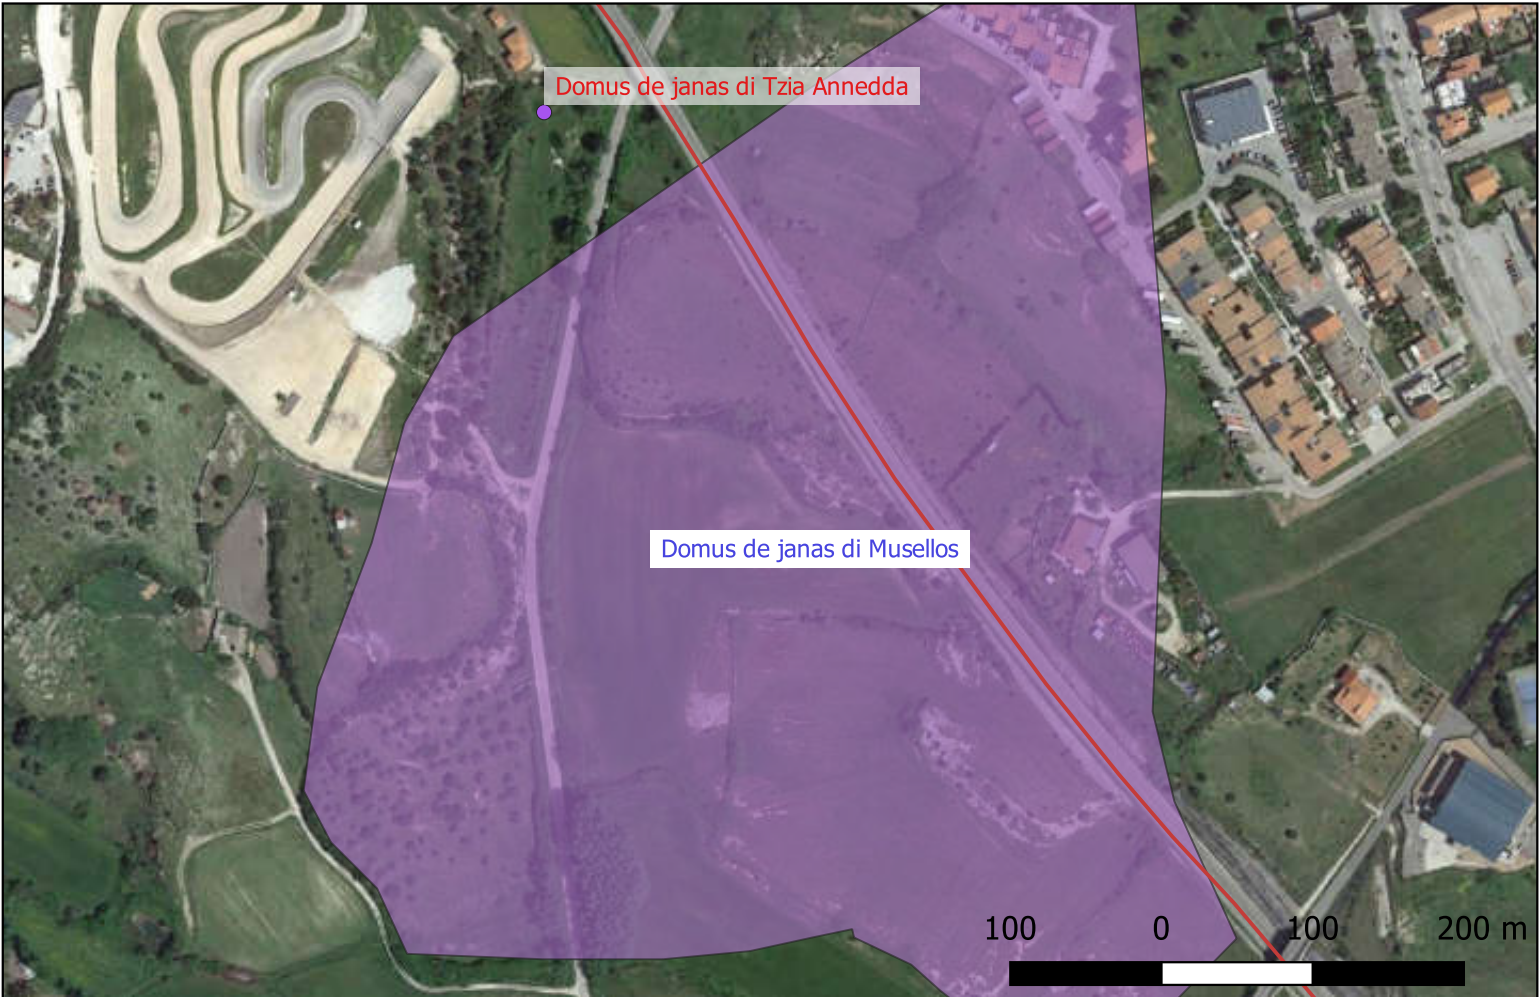 Domus de janas di Tzia Annedda
Domus de janas di Musellos
100 0 100 200 m